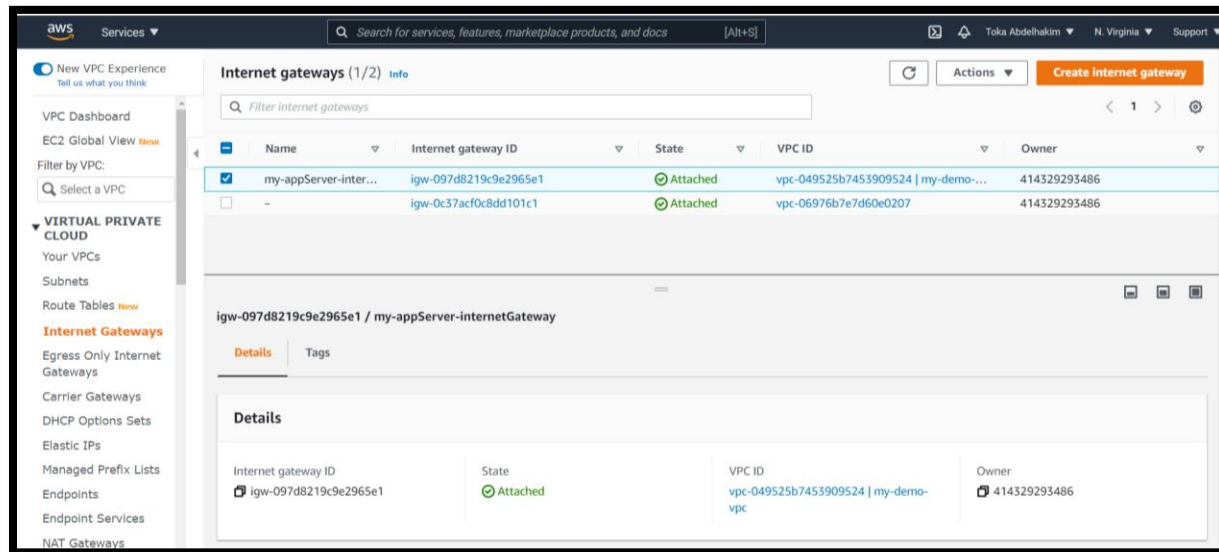 aws Services ▼ Search for services, features, marketplace products, and docs [Alt+S] Toka Abdelhakim ▼ N. Virginia ▼ Support ▼
New VPC Experience
Tell us what you think
VPC Dashboard
EC2 Global View New
Filter by VPC:
Select a VPC
VIRTUAL PRIVATE
CLOUD
Your VPCs
Subnets
Route Tables New
Internet Gateways
Egress Only Internet
Gateways
Carrier Gateways
DHCP Options Sets
Elastic IPs
Managed Prefix Lists
Endpoints
Endpoint Services
NAT Gateways
Internet gateways (1/2) Info
Actions ▼ Create internet gateway
Filter internet gateways
< 1 >
Name Internet gateway ID State VPC ID Owner
my-appServer-inter... igw-097d8219c9e2965e1 Attached vpc-049525b7453909524 | my-demo-... 414329293486
– igw-0c37acf0c8dd101c1 Attached vpc-06976b7e7d60e0207 414329293486
igw-097d8219c9e2965e1 / my-appServer-internetGateway
Details Tags
Details
Internet gateway ID State VPC ID Owner
igw-097d8219c9e2965e1 Attached vpc-049525b7453909524 | my-demo- 414329293486
vpc